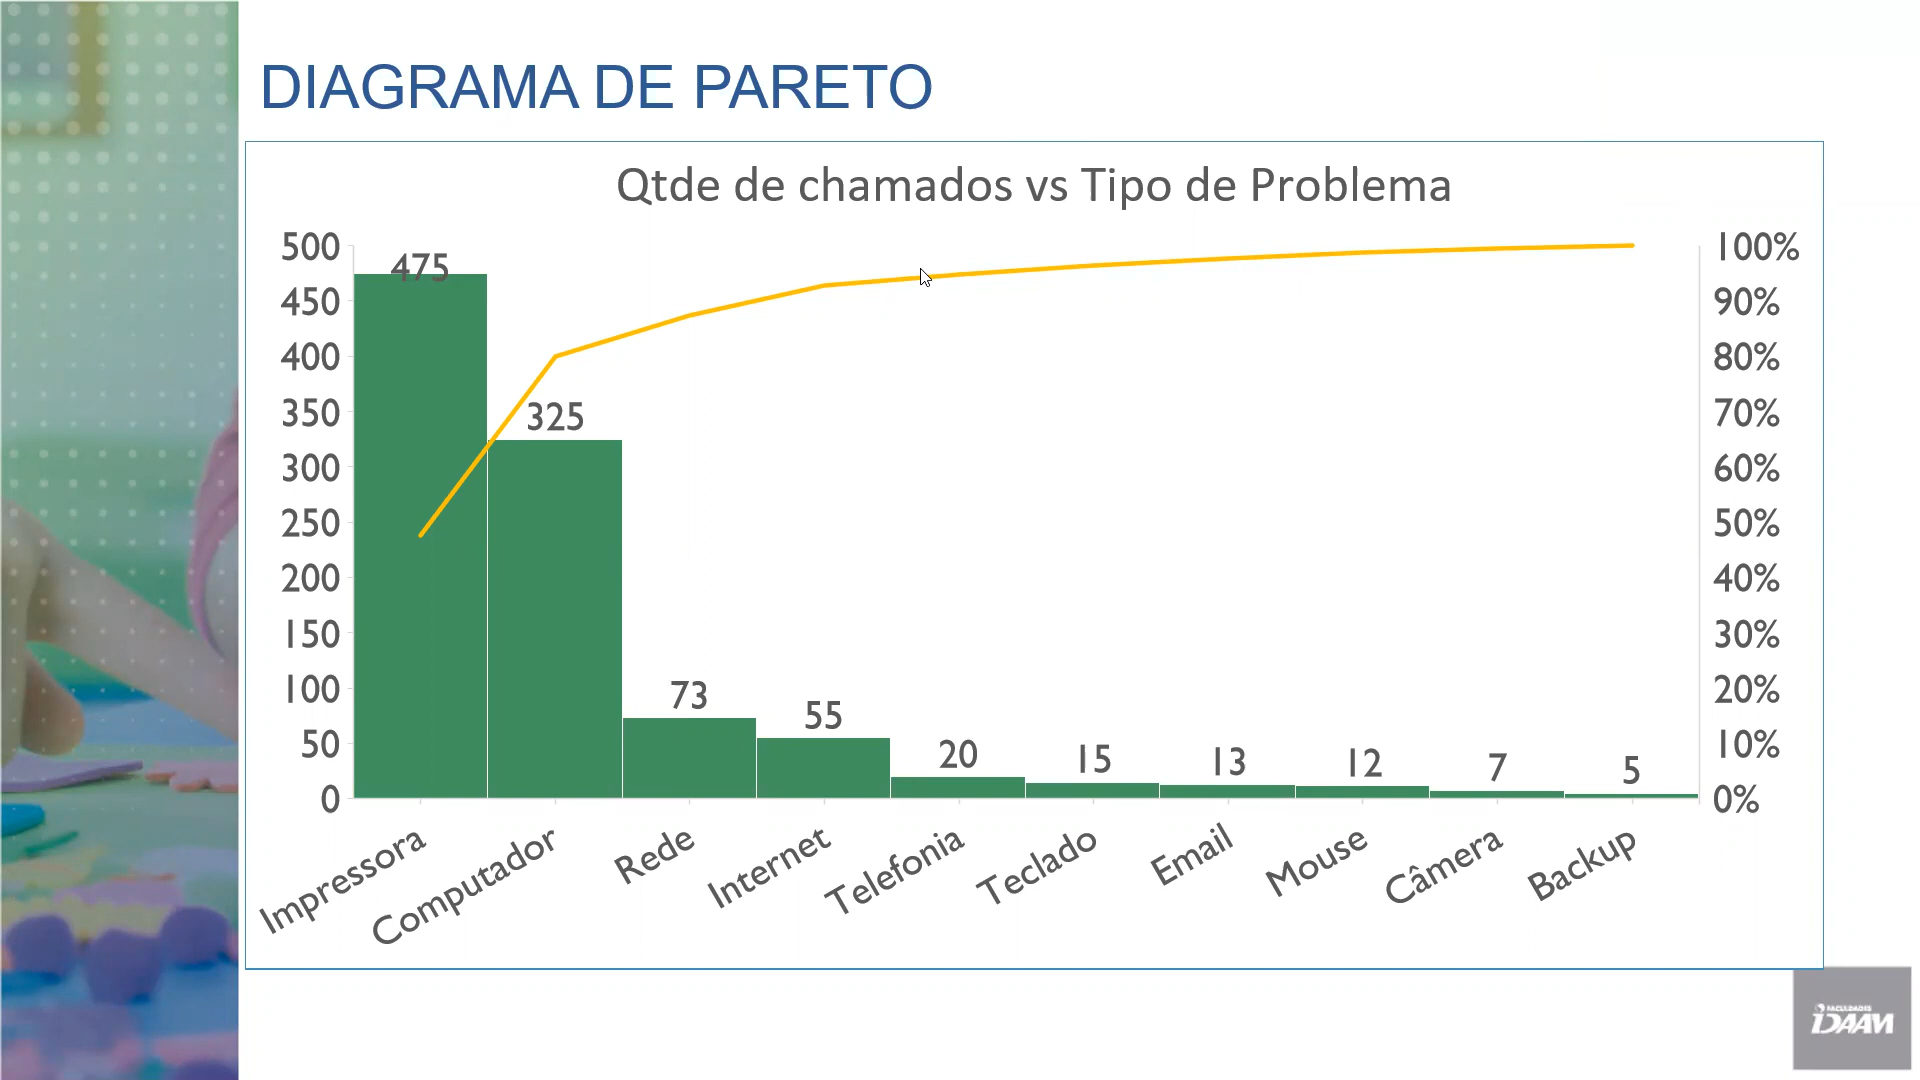 DIAGRAMA DE PARETO
Qtde de chamados vs Tipo de Problema
500
450
400
350
300
250
200
150
100
50
0
475
325
73
55
20
15
13
12
7
5
100%
90%
80%
70%
60%
50%
40%
30%
20%
10%
0%
Impressora
Computador
Rede
Internet
Telefonia
Teclado
Email
Mouse
Câmera
Backup
FACULDADES
IDAAM